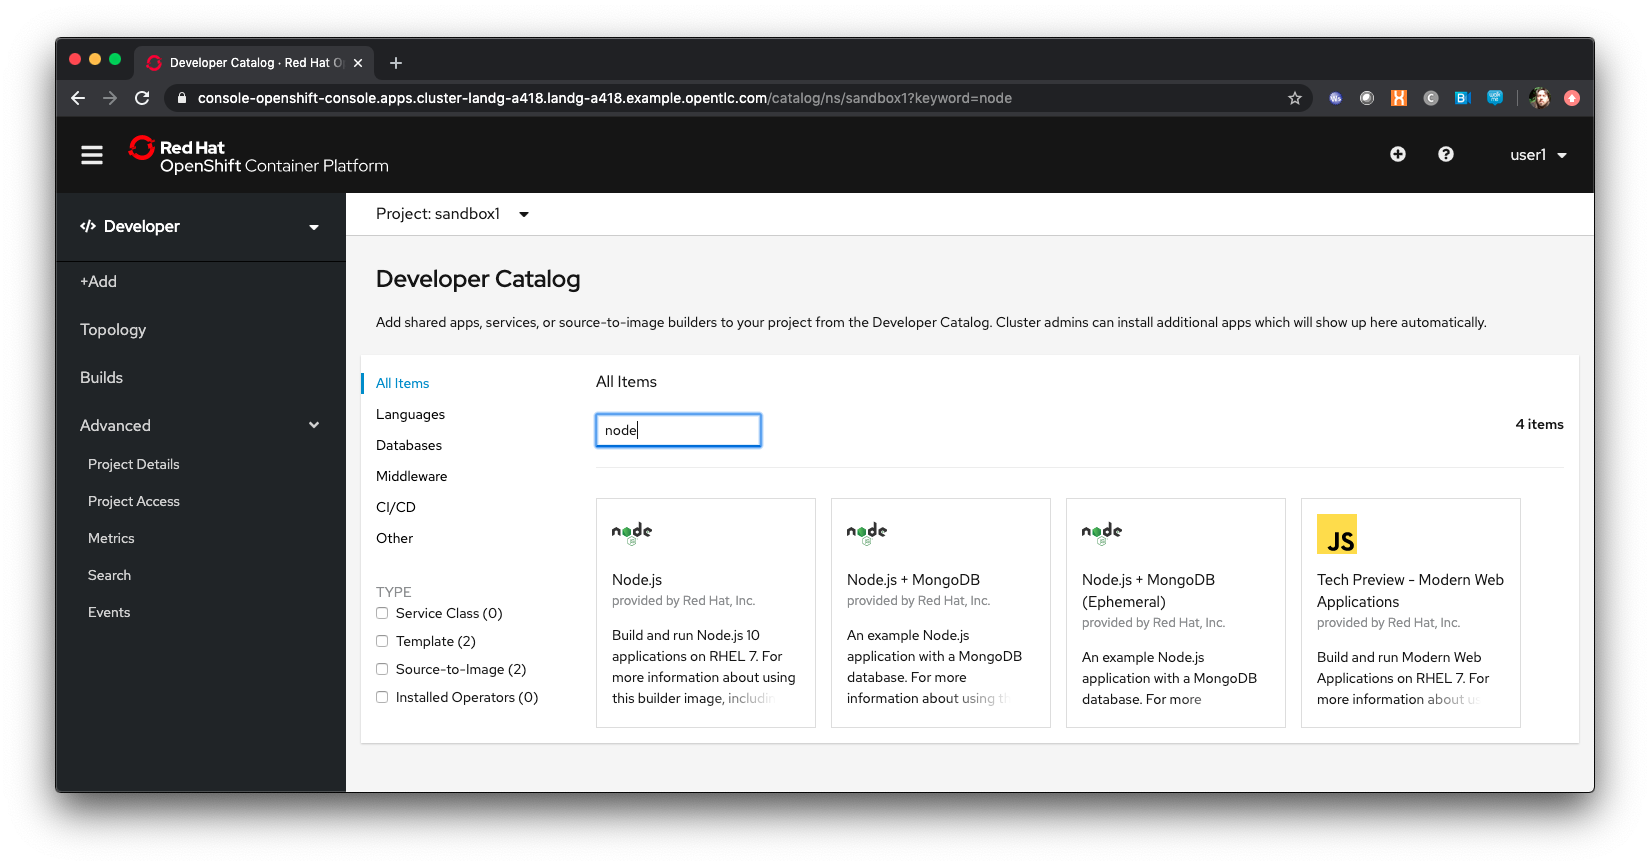 Developer Catalog · Red Hat O
console-openshift-console.apps.cluster-landg-a418.landg-a418.example.opentlc.com/catalog/ns/sandbox1?keyword=node
Red Hat
OpenShift Container Platform
user1
Developer
Project: sandbox1
+Add
Topology
Builds
Advanced
Project Details
Project Access
Metrics
Search
Events
Developer Catalog
Add shared apps, services, or source-to-image builders to your project from the Developer Catalog. Cluster admins can install additional apps which will show up here automatically.
All Items
Languages
Databases
Middleware
CI/CD
Other
TYPE
Service Class (0)
Template (2)
Source-to-Image (2)
Installed Operators (0)
All Items
node
4 items
node
JS
Node.js
provided by Red Hat, Inc.
Build and run Node.js 10
applications on RHEL 7. For
more information about using
this builder image, includin
node
JS
Node.js + MongoDB
provided by Red Hat, Inc.
An example Node.js
application with a MongoDB
database. For more
information about using th
node
JS
Node.js + MongoDB
(Ephemeral)
provided by Red Hat, Inc.
An example Node.js
application with a MongoDB
database. For more
JS
Tech Preview - Modern Web
Applications
provided by Red Hat, Inc.
Build and run Modern Web
Applications on RHEL 7. For
more information about us